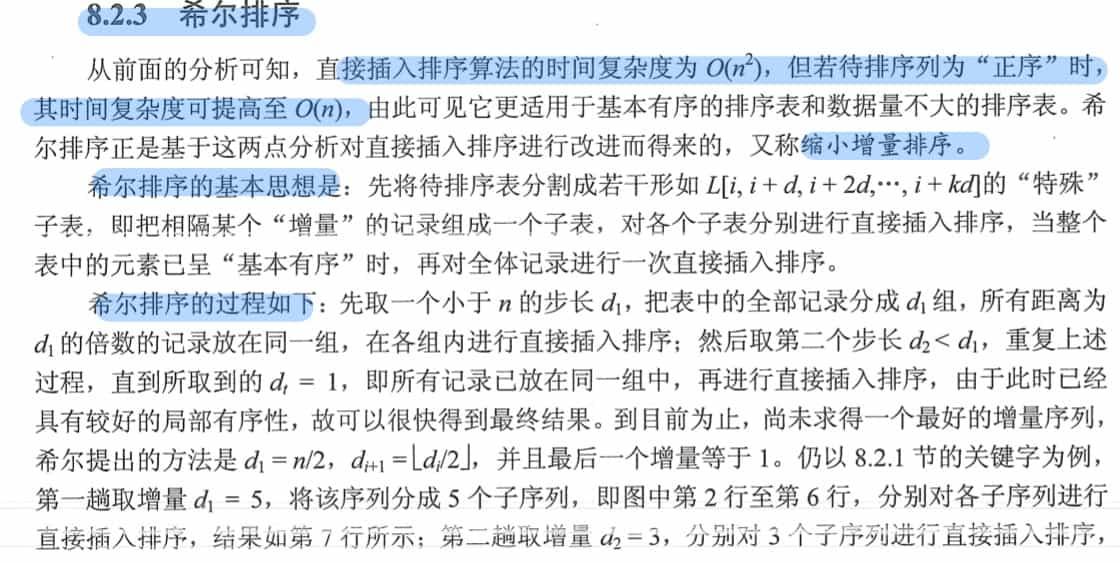 8.2.3 希尔排序
从前面的分析可知，直接插入排序算法的时间复杂度为 O(n²)，但若待排序列为“正序”时，
其时间复杂度可提高至 O(n)，由此可见它更适用于基本有序的排序表和数据量不大的排序表。希
尔排序正是基于这两点分析对直接插入排序进行改进而得来的，又称缩小增量排序。
希尔排序的基本思想是：先将待排序表分割成若干形如 L[i, i + d, i + 2d,…, i + kd]的“特殊”
子表，即把相隔某个“增量”的记录组成一个子表，对各个子表分别进行直接插入排序，当整个
表中的元素已呈“基本有序”时，再对全体记录进行一次直接插入排序。
希尔排序的过程如下：先取一个小于 n 的步长 d₁，把表中的全部记录分成 d₁ 组，所有距离为
d₁ 的倍数的记录放在同一组，在各组内进行直接插入排序；然后取第二个步长 d₂< d₁，重复上述
过程，直到所取到的 dₜ = 1，即所有记录已放在同一组中，再进行直接插入排序，由于此时已经
具有较好的局部有序性，故可以很快得到最终结果。到目前为止，尚未求得一个最好的增量序列，
希尔提出的方法是 d₁ = n/2，dᵢ₊₁ =⌊dᵢ/2⌋，并且最后一个增量等于 1。仍以 8.2.1 节的关键字为例，
第一趟取增量 d₁ = 5，将该序列分成 5 个子序列，即图中第 2 行至第 6 行，分别对各子序列进行
直接插入排序，结果如第 7 行所示；第二趟取增量 d₂ = 3，分别对 3 个子序列进行直接插入排序，